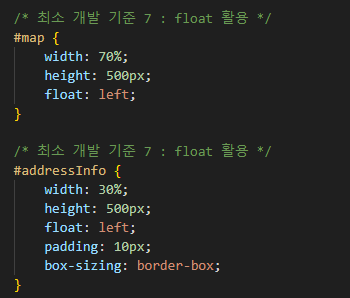 /* 최소 개발 기준 7 : float 활용 */
#map {
width: 70%;
height: 500px;
float: left;
}
/* 최소 개발 기준 7 : float 활용 */
#addressInfo {
width: 30%;
height: 500px;
float: left;
padding: 10px;
box-sizing: border-box;
}